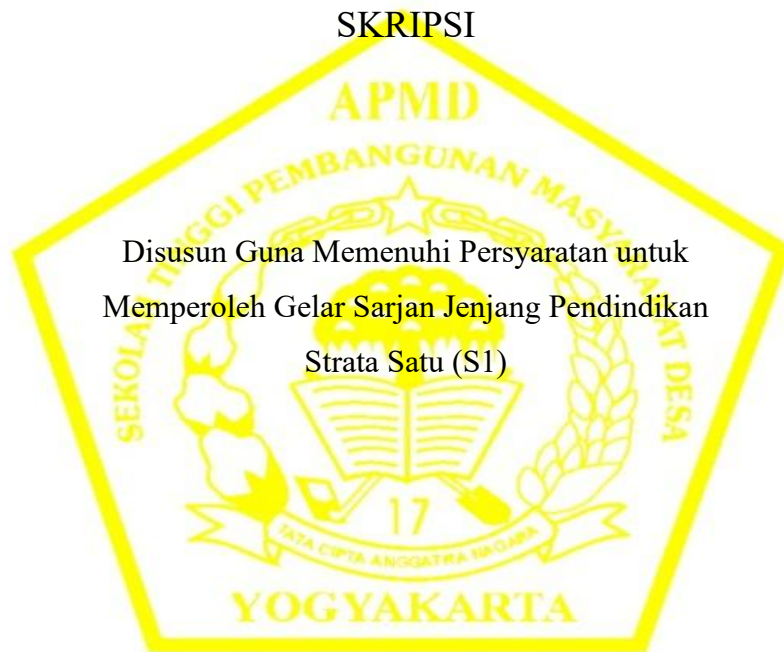 SKRIPSI
APMD
SEKOLAH TINGGI PEMBANGUNAN MASYARAKAT DESA
Disusun Guna Memenuhi Persyaratan untuk
Memperoleh Gelar Sarjan Jenjang Pendindikan
Strata Satu (S1)
17
TATA CIPTA ANGGATRA NAGARA
YOGYAKARTA